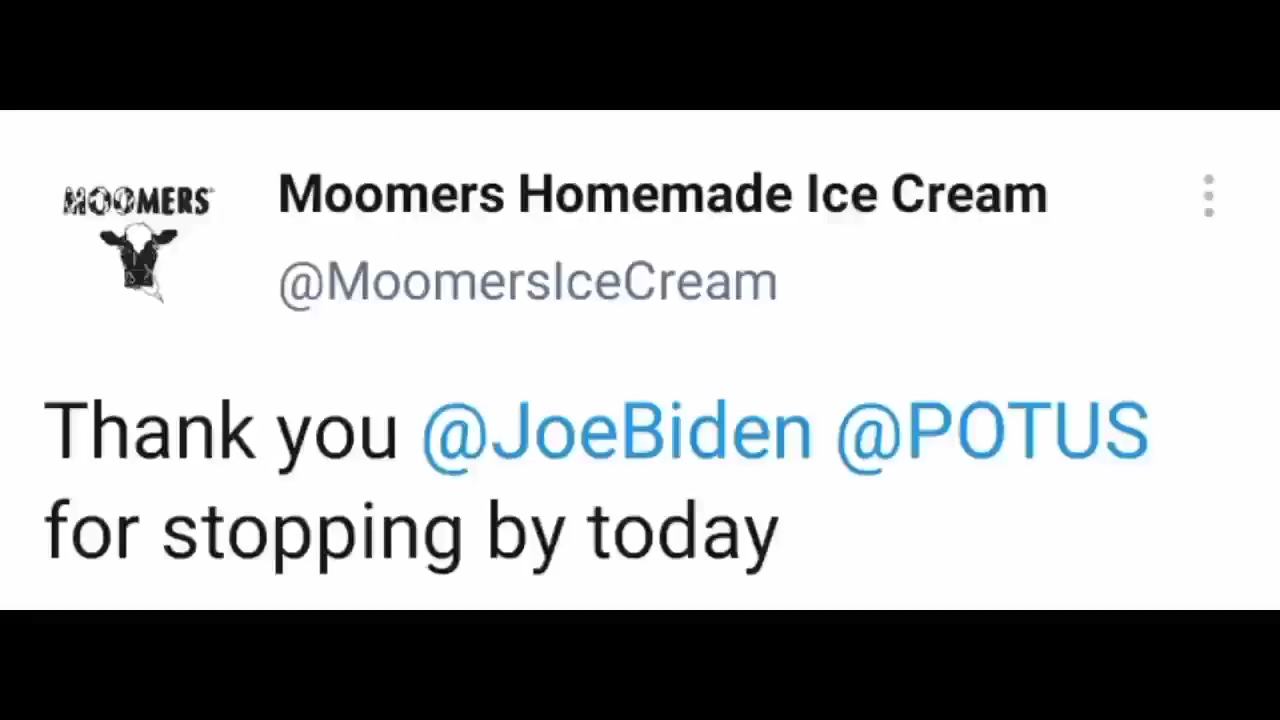 MOOMERS
Moomers Homemade Ice Cream
@MoomersIceCream
Thank you @JoeBiden @POTUS
for stopping by today